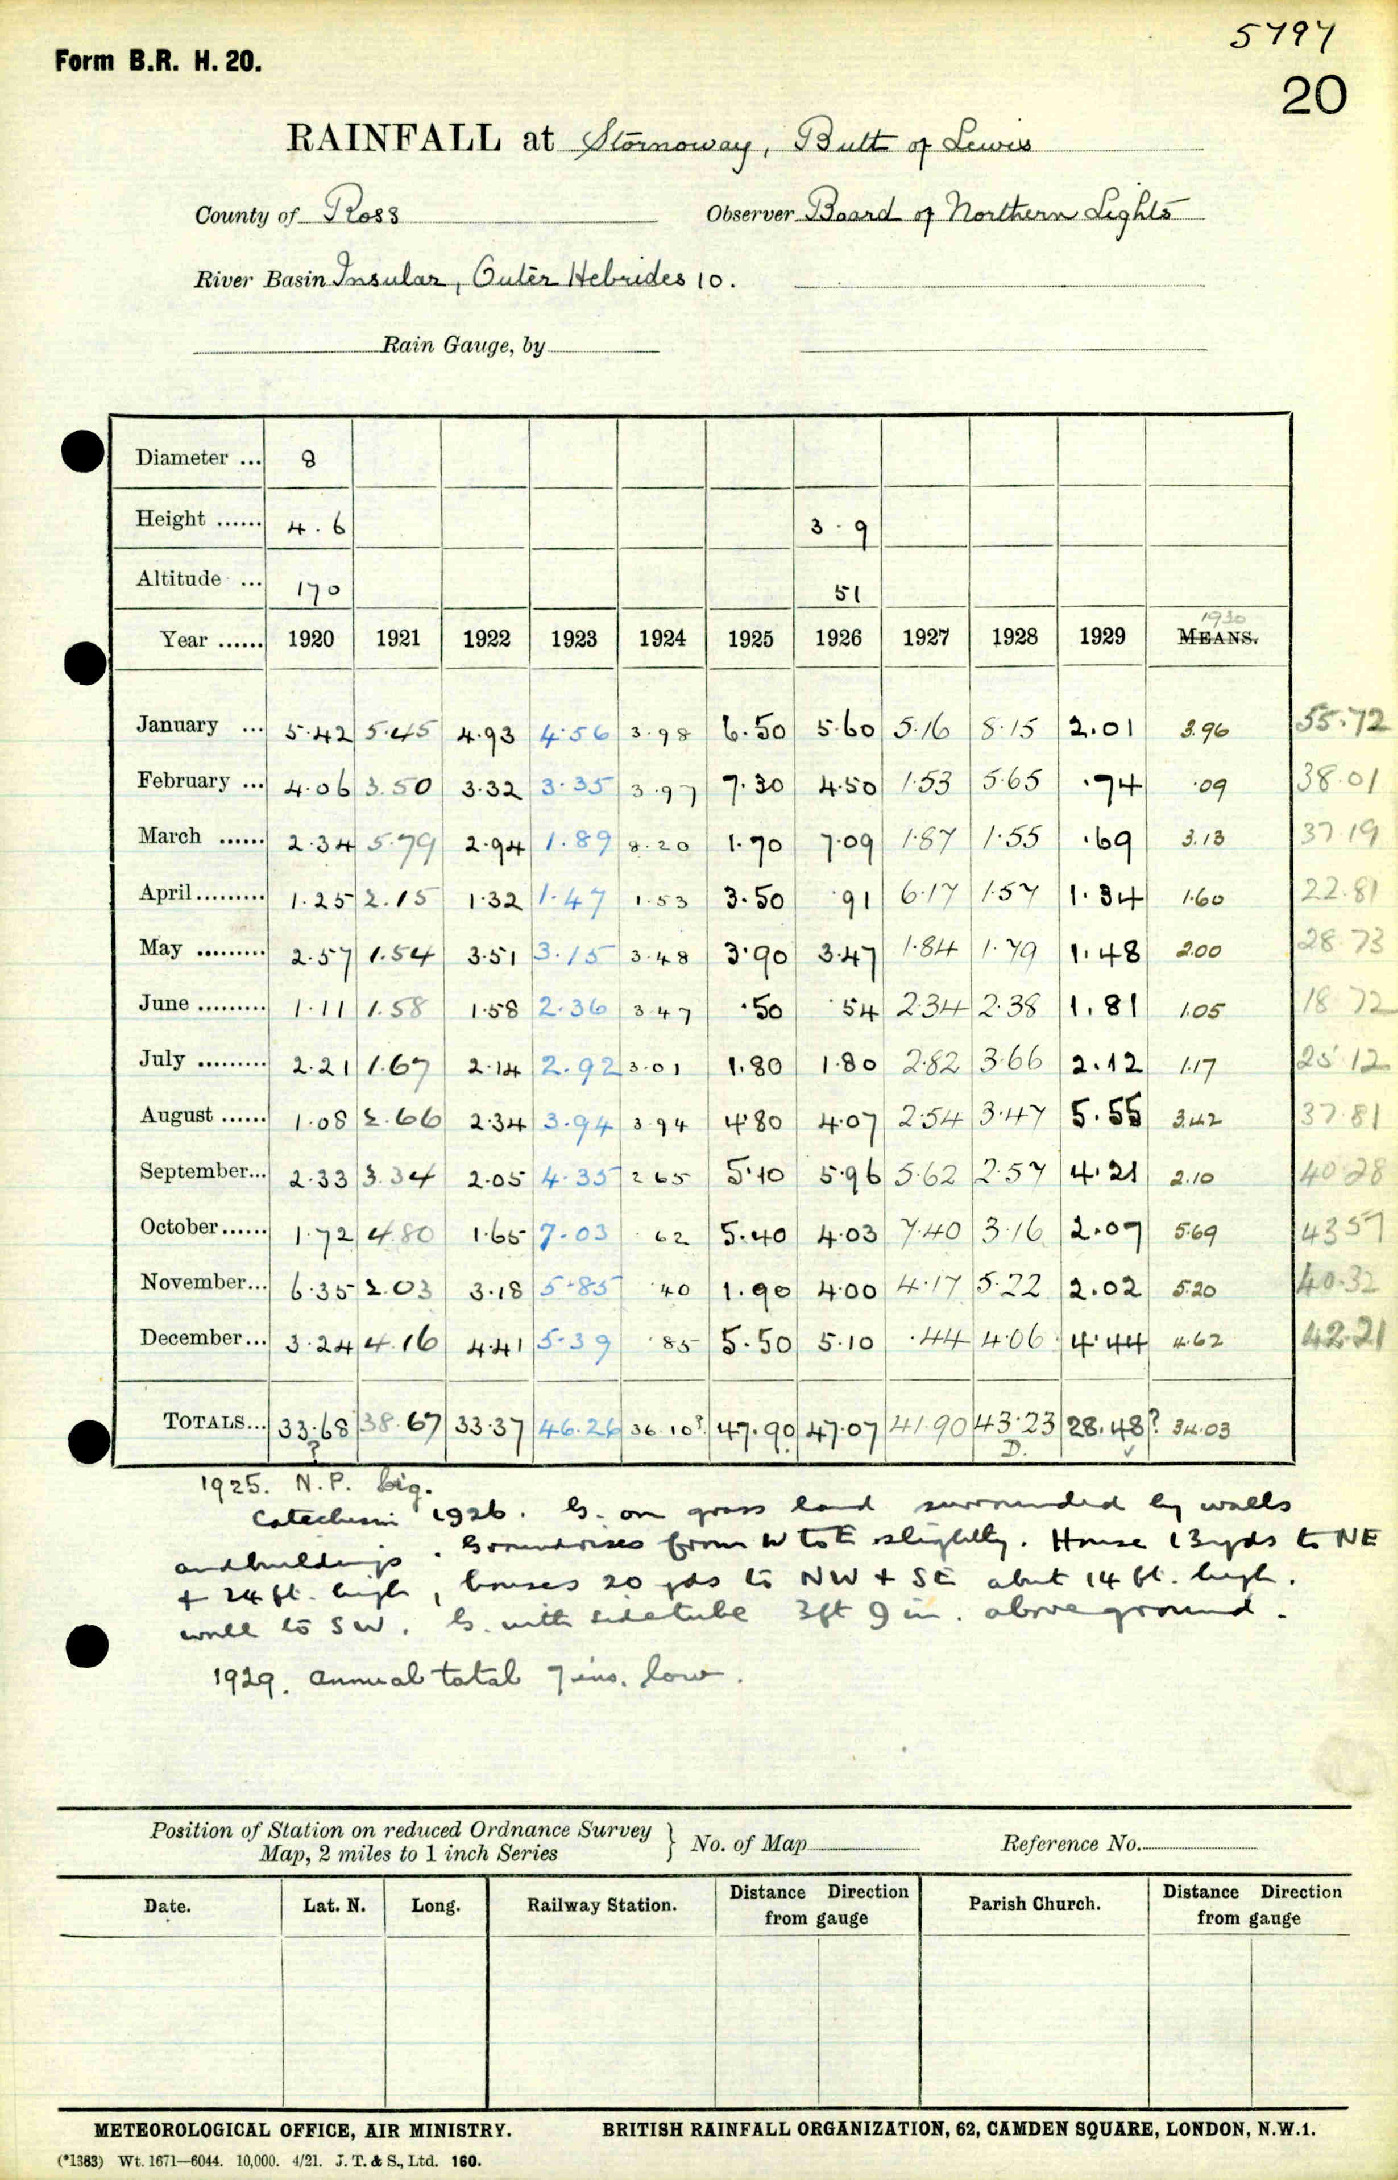 5797
Form B.R. H. 20.
20
RAINFALL at Stornoway, Butt of Lewis
County of Ross Observer Board of Northern Lights
River Basin Insular, Outer Hebrides 10.
Rain Gauge, by
Diameter ... 8
Height ...... 4.6 3.9
Altitude ... 170 51
1930
Year ...... 1920 1921 1922 1923 1924 1925 1926 1927 1928 1929 MEANS.
January ... 5.42 5.45 4.93 4.56 3.98 6.50 5.60 5.16 8.15 2.01 3.96 55.72
February ... 4.06 3.50 3.32 3.35 3.97 7.30 4.50 1.53 5.65 .74 .09 38.01
March ...... 2.34 5.79 2.94 1.89 8.20 1.70 7.09 1.87 1.55 .69 3.13 37.19
April......... 1.25 2.15 1.32 1.47 1.53 3.50 .91 6.17 1.57 1.34 1.60 22.81
May ......... 2.57 1.54 3.51 3.15 3.48 3.90 3.47 1.84 1.79 1.48 2.00 28.73
June ......... 1.11 1.58 1.58 2.36 3.47 .50 .54 2.34 2.38 1.81 1.05 18.72
July ......... 2.21 1.67 2.14 2.92 3.01 1.80 1.80 2.82 3.66 2.12 1.17 25.12
August ...... 1.08 2.66 2.34 3.94 3.94 4.80 4.07 2.54 3.47 5.55 3.42 37.81
September... 2.33 3.34 2.05 4.35 2.65 5.10 5.96 5.62 2.57 4.21 2.10 40.28
October...... 1.72 4.80 1.65 7.03 .62 5.40 4.03 7.40 3.16 2.07 5.69 43.57
November... 6.35 2.03 3.18 5.85 .40 1.90 4.00 4.17 5.22 2.02 5.20 40.32
December... 3.24 4.16 4.41 5.39 .85 5.50 5.10 .44 4.06 4.44 4.62 42.21
TOTALS... 33.68 38.67 33.37 46.26 36.10? 47.90 47.07 41.90 43.23 28.48? 34.03
? D. v
1925. N.P. big.
Catechism 1926. G. on grass land surrounded by walls
and buildings. Ground rises from W to E slightly. House 13 yds to NE
+ 24 ft. high, houses 20 yds to NW + SE about 14 ft. high.
wall to SW. G. with side tube 3 ft 9 in. above ground.
1929. Annual total 7 ins. low.
Position of Station on reduced Ordnance Survey
Map, 2 miles to 1 inch Series } No. of Map Reference No.
Date. Lat. N. Long. Railway Station. Distance Direction from gauge Parish Church. Distance Direction from gauge
METEOROLOGICAL OFFICE, AIR MINISTRY. BRITISH RAINFALL ORGANIZATION, 62, CAMDEN SQUARE, LONDON, N.W.1.
(*1383) Wt. 1671—6044. 10,000. 4/21. J. T. & S., Ltd. 160.